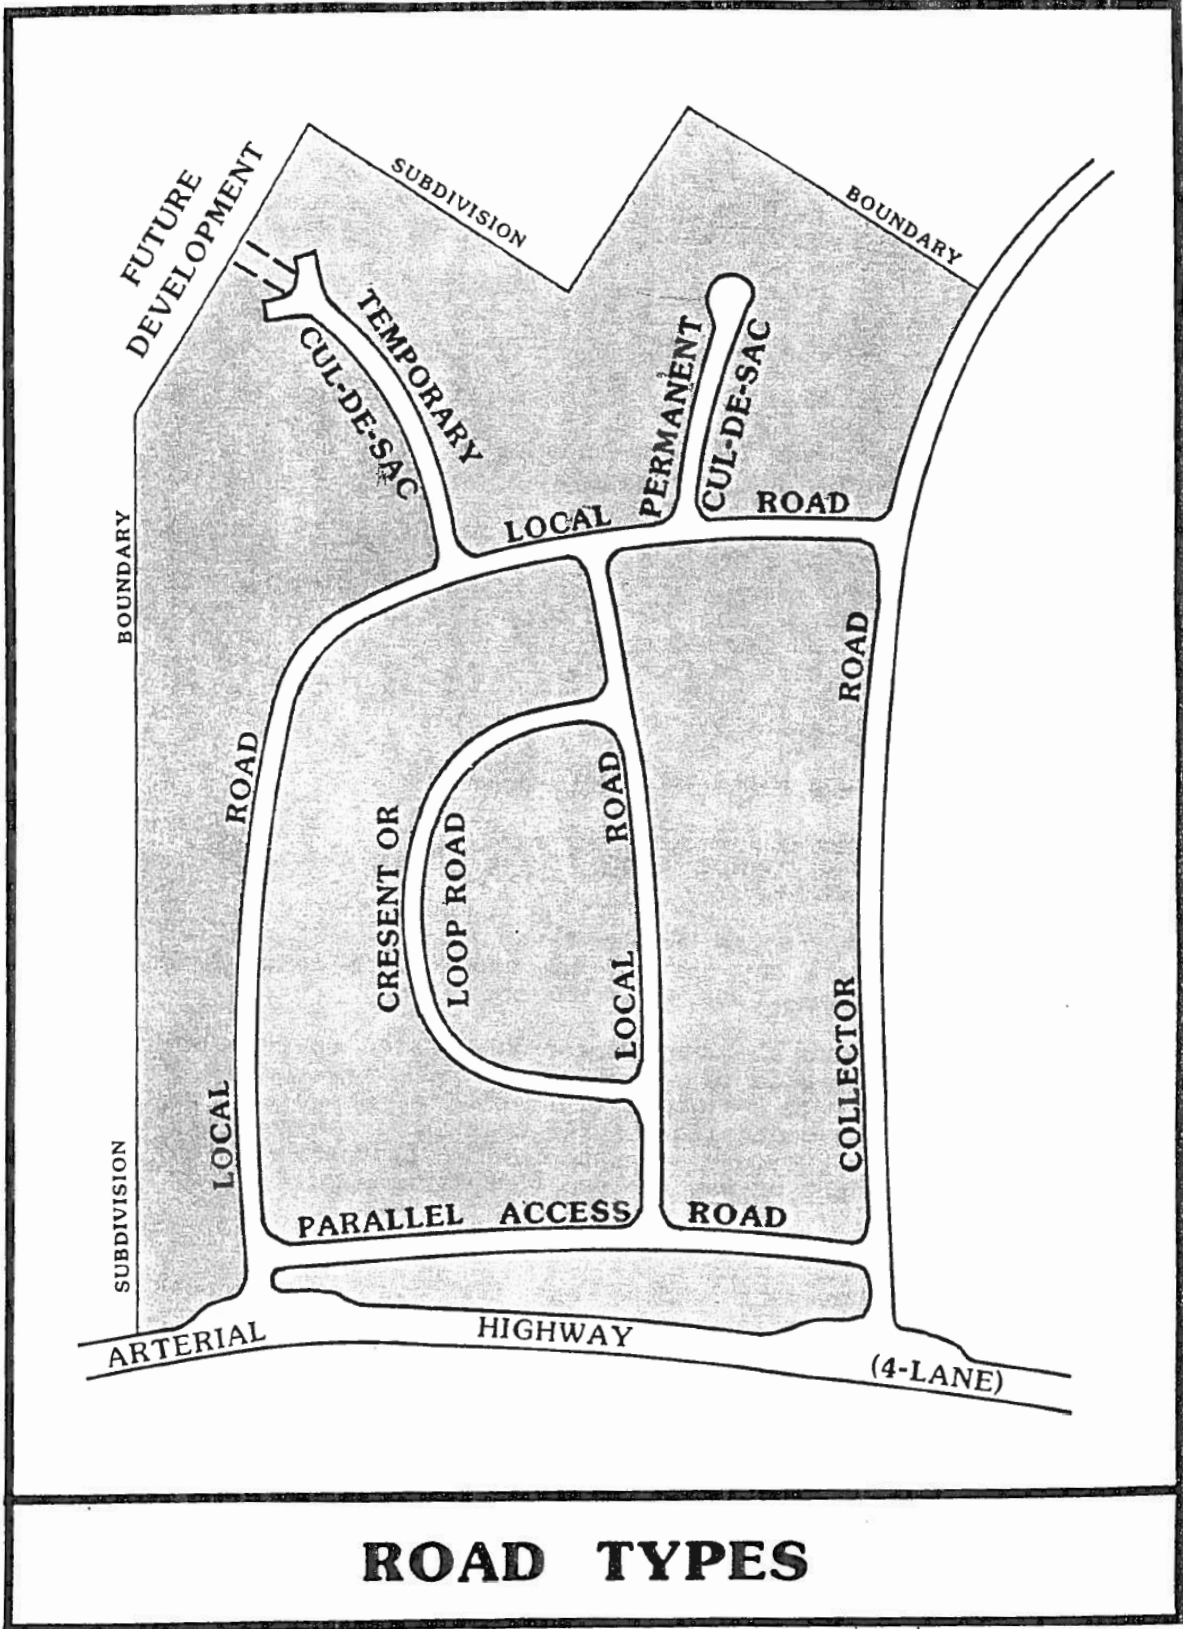 SUBDIVISION
BOUNDARY
FUTURE
DEVELOPMENT
TEMPORARY
CUL-DE-SAC
PERMANENT
CUL-DE-SAC
LOCAL ROAD
BOUNDARY
SUBDIVISION
LOCAL ROAD
CRESENT OR
LOOP ROAD
LOCAL ROAD
COLLECTOR ROAD
PARALLEL ACCESS ROAD
ARTERIAL HIGHWAY (4-LANE)
ROAD TYPES